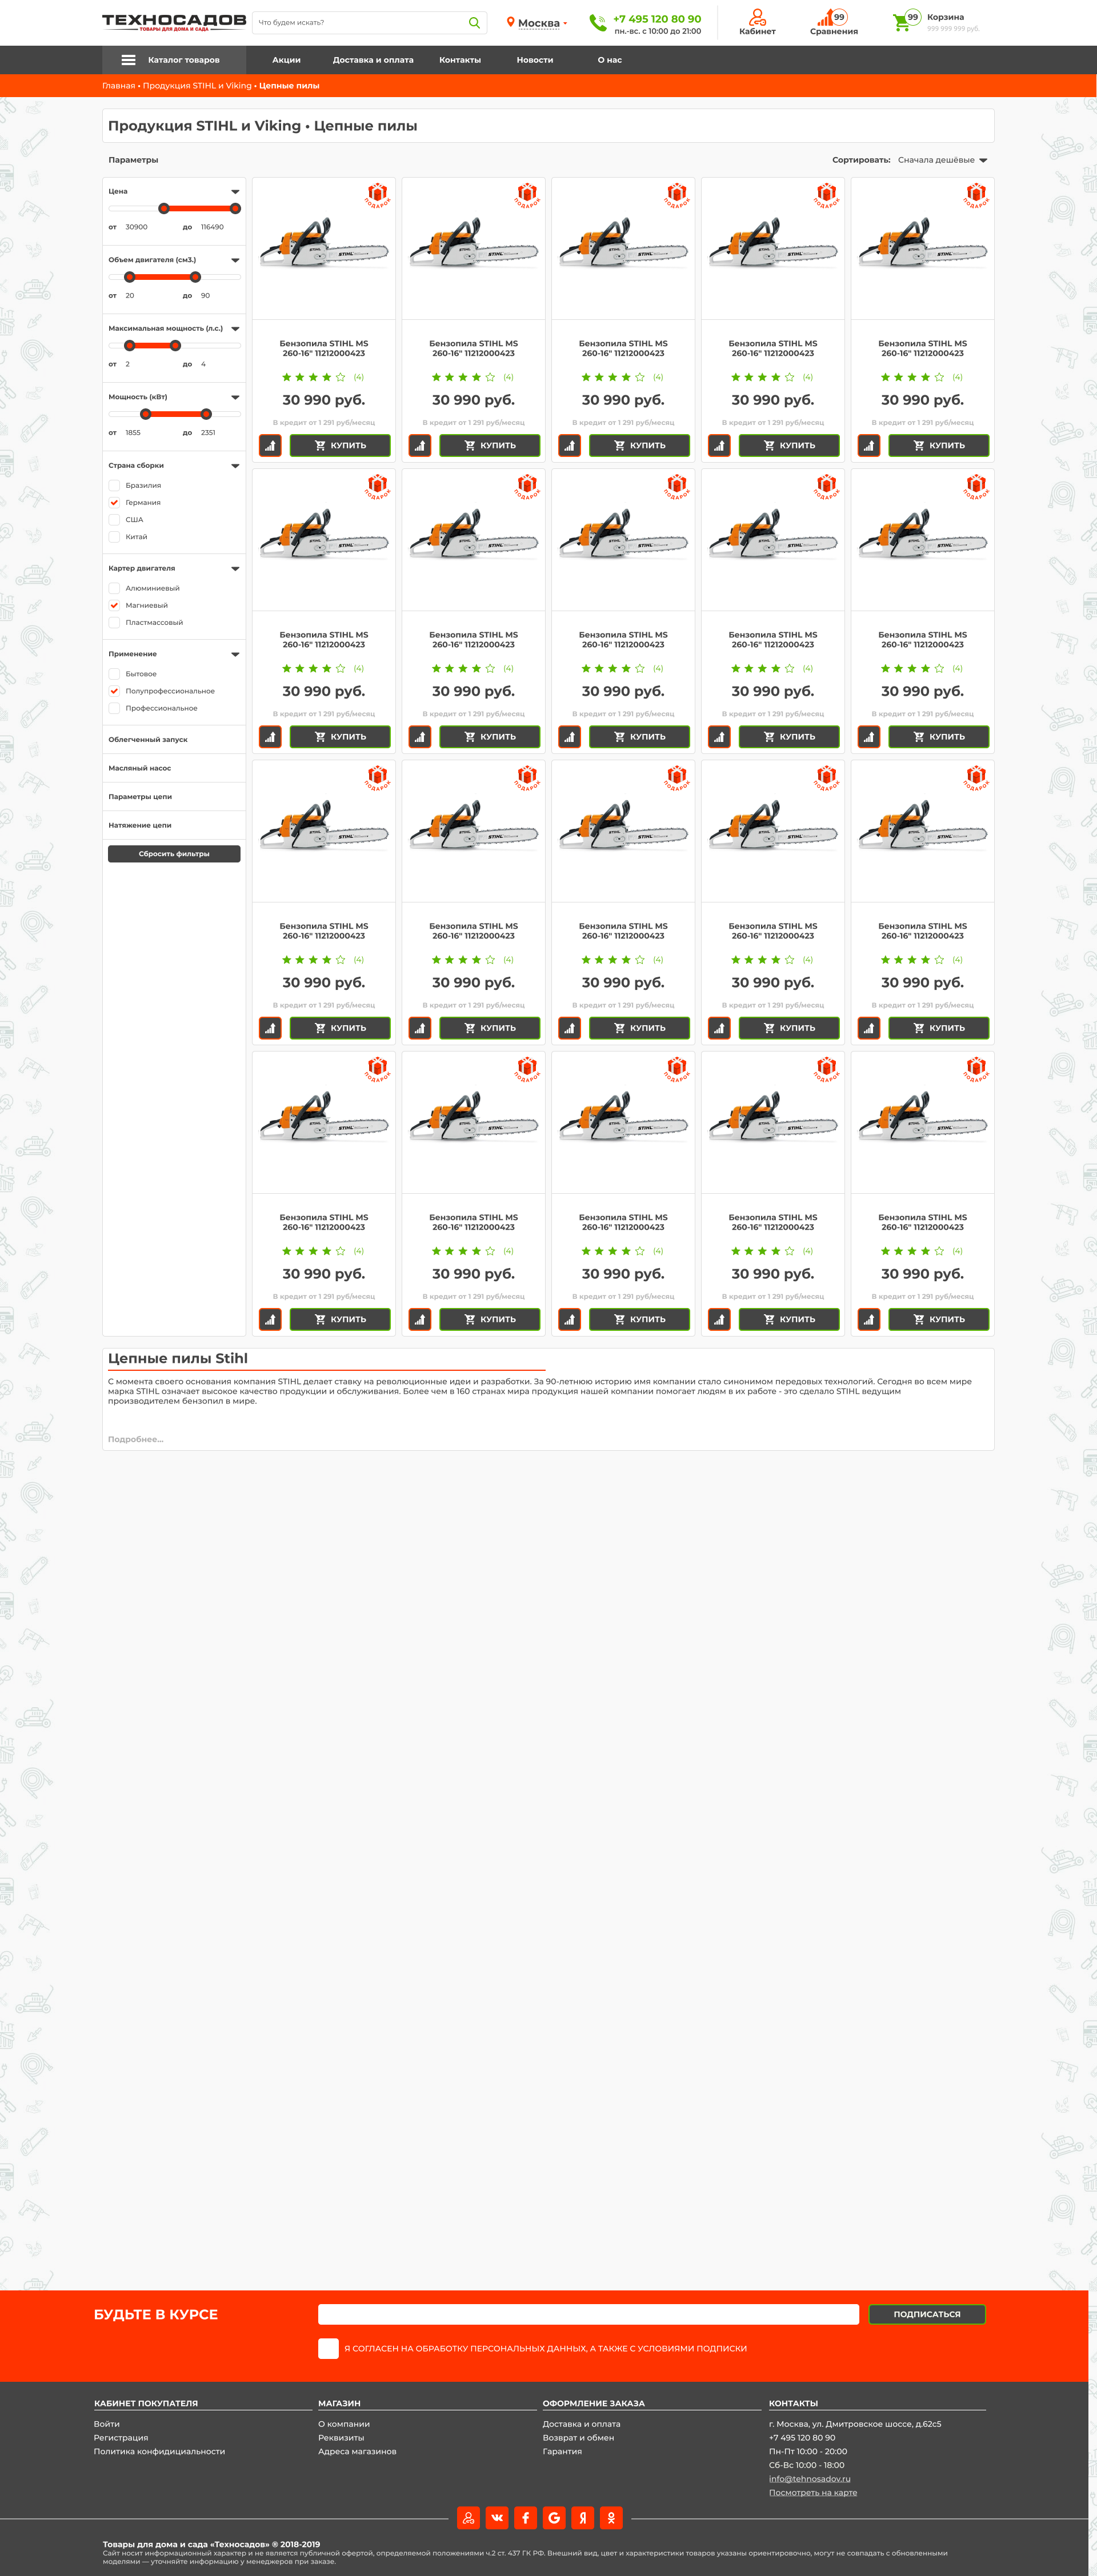 ТЕХНОСАДОВ
ТОВАРЫ ДЛЯ ДОМА И САДА
Что будем искать?
Москва
+7 495 120 80 90
пн.-вс. с 10:00 до 21:00
Кабинет
99
Сравнения
99
Корзина
999 999 999 руб.
Каталог товаров
Акции
Доставка и оплата
Контакты
Новости
О нас
Главная • Продукция STIHL и Viking • Цепные пилы
Продукция STIHL и Viking • Цепные пилы
Параметры
Сортировать: Сначала дешёвые
Цена
от 30900 до 116490
Объем двигателя (см3.)
от 20 до 90
Максимальная мощность (л.с.)
от 2 до 4
Мощность (кВт)
от 1855 до 2351
Страна сборки
Бразилия
Германия
США
Китай
Картер двигателя
Алюминиевый
Магниевый
Пластмассовый
Применение
Бытовое
Полупрофессиональное
Профессиональное
Облегченный запуск
Масляный насос
Параметры цепи
Натяжение цепи
Сбросить фильтры
ПОДАРОК ПОДАРОК ПОДАРОК ПОДАРОК ПОДАРОК
STIHL STIHL STIHL STIHL STIHL
Бензопила STIHL MS Бензопила STIHL MS Бензопила STIHL MS Бензопила STIHL MS Бензопила STIHL MS
260-16" 11212000423 260-16" 11212000423 260-16" 11212000423 260-16" 11212000423 260-16" 11212000423
(4) (4) (4) (4) (4)
30 990 руб. 30 990 руб. 30 990 руб. 30 990 руб. 30 990 руб.
В кредит от 1 291 руб/месяц В кредит от 1 291 руб/месяц В кредит от 1 291 руб/месяц В кредит от 1 291 руб/месяц В кредит от 1 291 руб/месяц
КУПИТЬ КУПИТЬ КУПИТЬ КУПИТЬ КУПИТЬ
ПОДАРОК ПОДАРОК ПОДАРОК ПОДАРОК ПОДАРОК
STIHL STIHL STIHL STIHL STIHL
Бензопила STIHL MS Бензопила STIHL MS Бензопила STIHL MS Бензопила STIHL MS Бензопила STIHL MS
260-16" 11212000423 260-16" 11212000423 260-16" 11212000423 260-16" 11212000423 260-16" 11212000423
(4) (4) (4) (4) (4)
30 990 руб. 30 990 руб. 30 990 руб. 30 990 руб. 30 990 руб.
В кредит от 1 291 руб/месяц В кредит от 1 291 руб/месяц В кредит от 1 291 руб/месяц В кредит от 1 291 руб/месяц В кредит от 1 291 руб/месяц
КУПИТЬ КУПИТЬ КУПИТЬ КУПИТЬ КУПИТЬ
ПОДАРОК ПОДАРОК ПОДАРОК ПОДАРОК ПОДАРОК
STIHL STIHL STIHL STIHL STIHL
Бензопила STIHL MS Бензопила STIHL MS Бензопила STIHL MS Бензопила STIHL MS Бензопила STIHL MS
260-16" 11212000423 260-16" 11212000423 260-16" 11212000423 260-16" 11212000423 260-16" 11212000423
(4) (4) (4) (4) (4)
30 990 руб. 30 990 руб. 30 990 руб. 30 990 руб. 30 990 руб.
В кредит от 1 291 руб/месяц В кредит от 1 291 руб/месяц В кредит от 1 291 руб/месяц В кредит от 1 291 руб/месяц В кредит от 1 291 руб/месяц
КУПИТЬ КУПИТЬ КУПИТЬ КУПИТЬ КУПИТЬ
ПОДАРОК ПОДАРОК ПОДАРОК ПОДАРОК ПОДАРОК
STIHL STIHL STIHL STIHL STIHL
Бензопила STIHL MS Бензопила STIHL MS Бензопила STIHL MS Бензопила STIHL MS Бензопила STIHL MS
260-16" 11212000423 260-16" 11212000423 260-16" 11212000423 260-16" 11212000423 260-16" 11212000423
(4) (4) (4) (4) (4)
30 990 руб. 30 990 руб. 30 990 руб. 30 990 руб. 30 990 руб.
В кредит от 1 291 руб/месяц В кредит от 1 291 руб/месяц В кредит от 1 291 руб/месяц В кредит от 1 291 руб/месяц В кредит от 1 291 руб/месяц
КУПИТЬ КУПИТЬ КУПИТЬ КУПИТЬ КУПИТЬ
Цепные пилы Stihl
С момента своего основания компания STIHL делает ставку на революционные идеи и разработки. За 90-летнюю историю имя компании стало синонимом передовых технологий. Сегодня во всем мире
марка STIHL означает высокое качество продукции и обслуживания. Более чем в 160 странах мира продукция нашей компании помогает людям в их работе - это сделало STIHL ведущим
производителем бензопил в мире.
Подробнее...
БУДЬТЕ В КУРСЕ
ПОДПИСАТЬСЯ
Я СОГЛАСЕН НА ОБРАБОТКУ ПЕРСОНАЛЬНЫХ ДАННЫХ, А ТАКЖЕ С УСЛОВИЯМИ ПОДПИСКИ
КАБИНЕТ ПОКУПАТЕЛЯ
Войти
Регистрация
Политика конфидициальности
МАГАЗИН
О компании
Реквизиты
Адреса магазинов
ОФОРМЛЕНИЕ ЗАКАЗА
Доставка и оплата
Возврат и обмен
Гарантия
КОНТАКТЫ
г. Москва, ул. Дмитровское шоссе, д.62с5
+7 495 120 80 90
Пн-Пт 10:00 - 20:00
Сб-Вс 10:00 - 18:00
info@tehnosadov.ru
Посмотреть на карте
Товары для дома и сада «Техносадов» ® 2018-2019
Сайт носит информационный характер и не является публичной офертой, определяемой положениями ч.2 ст. 437 ГК РФ. Внешний вид, цвет и характеристики товаров указаны ориентировочно, могут не совпадать с обновленными
моделями — уточняйте информацию у менеджеров при заказе.